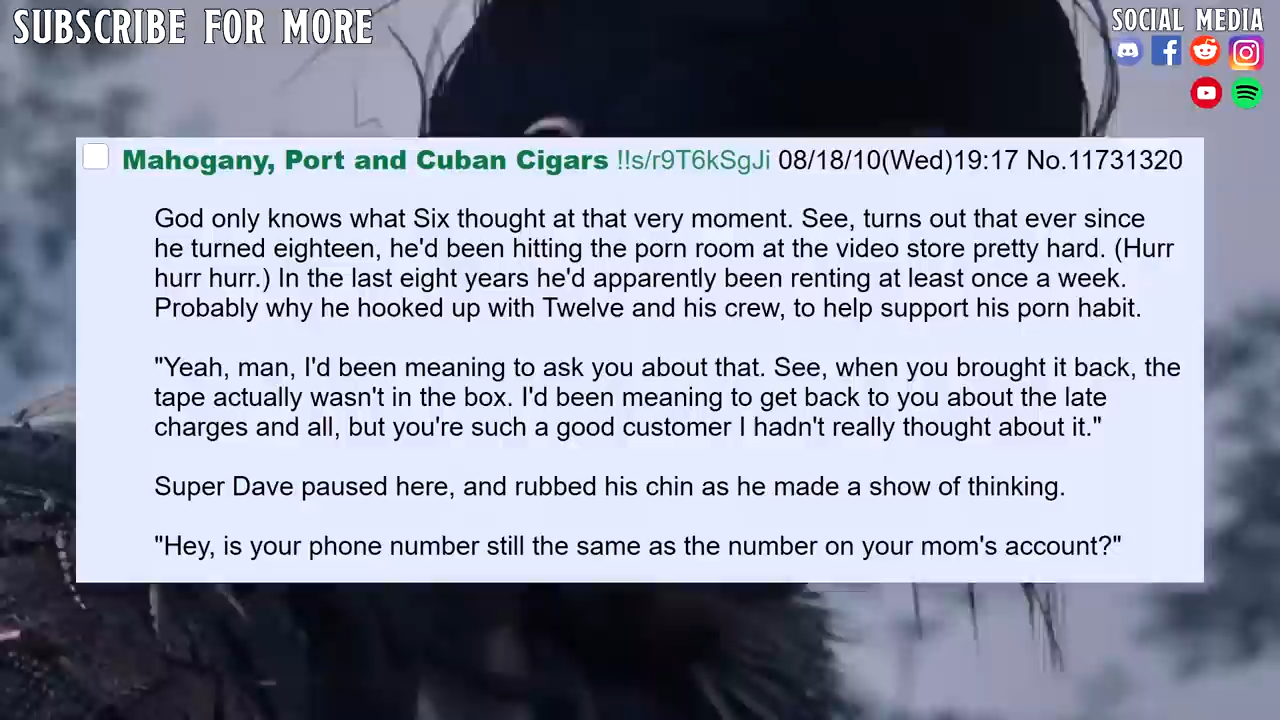 SUBSCRIBE FOR MORE
SOCIAL MEDIA
Mahogany, Port and Cuban Cigars !!s/r9T6kSgJi 08/18/10(Wed)19:17 No.11731320
God only knows what Six thought at that very moment. See, turns out that ever since
he turned eighteen, he'd been hitting the porn room at the video store pretty hard. (Hurr
hurr hurr.) In the last eight years he'd apparently been renting at least once a week.
Probably why he hooked up with Twelve and his crew, to help support his porn habit.
"Yeah, man, I'd been meaning to ask you about that. See, when you brought it back, the
tape actually wasn't in the box. I'd been meaning to get back to you about the late
charges and all, but you're such a good customer I hadn't really thought about it."
Super Dave paused here, and rubbed his chin as he made a show of thinking.
"Hey, is your phone number still the same as the number on your mom's account?"